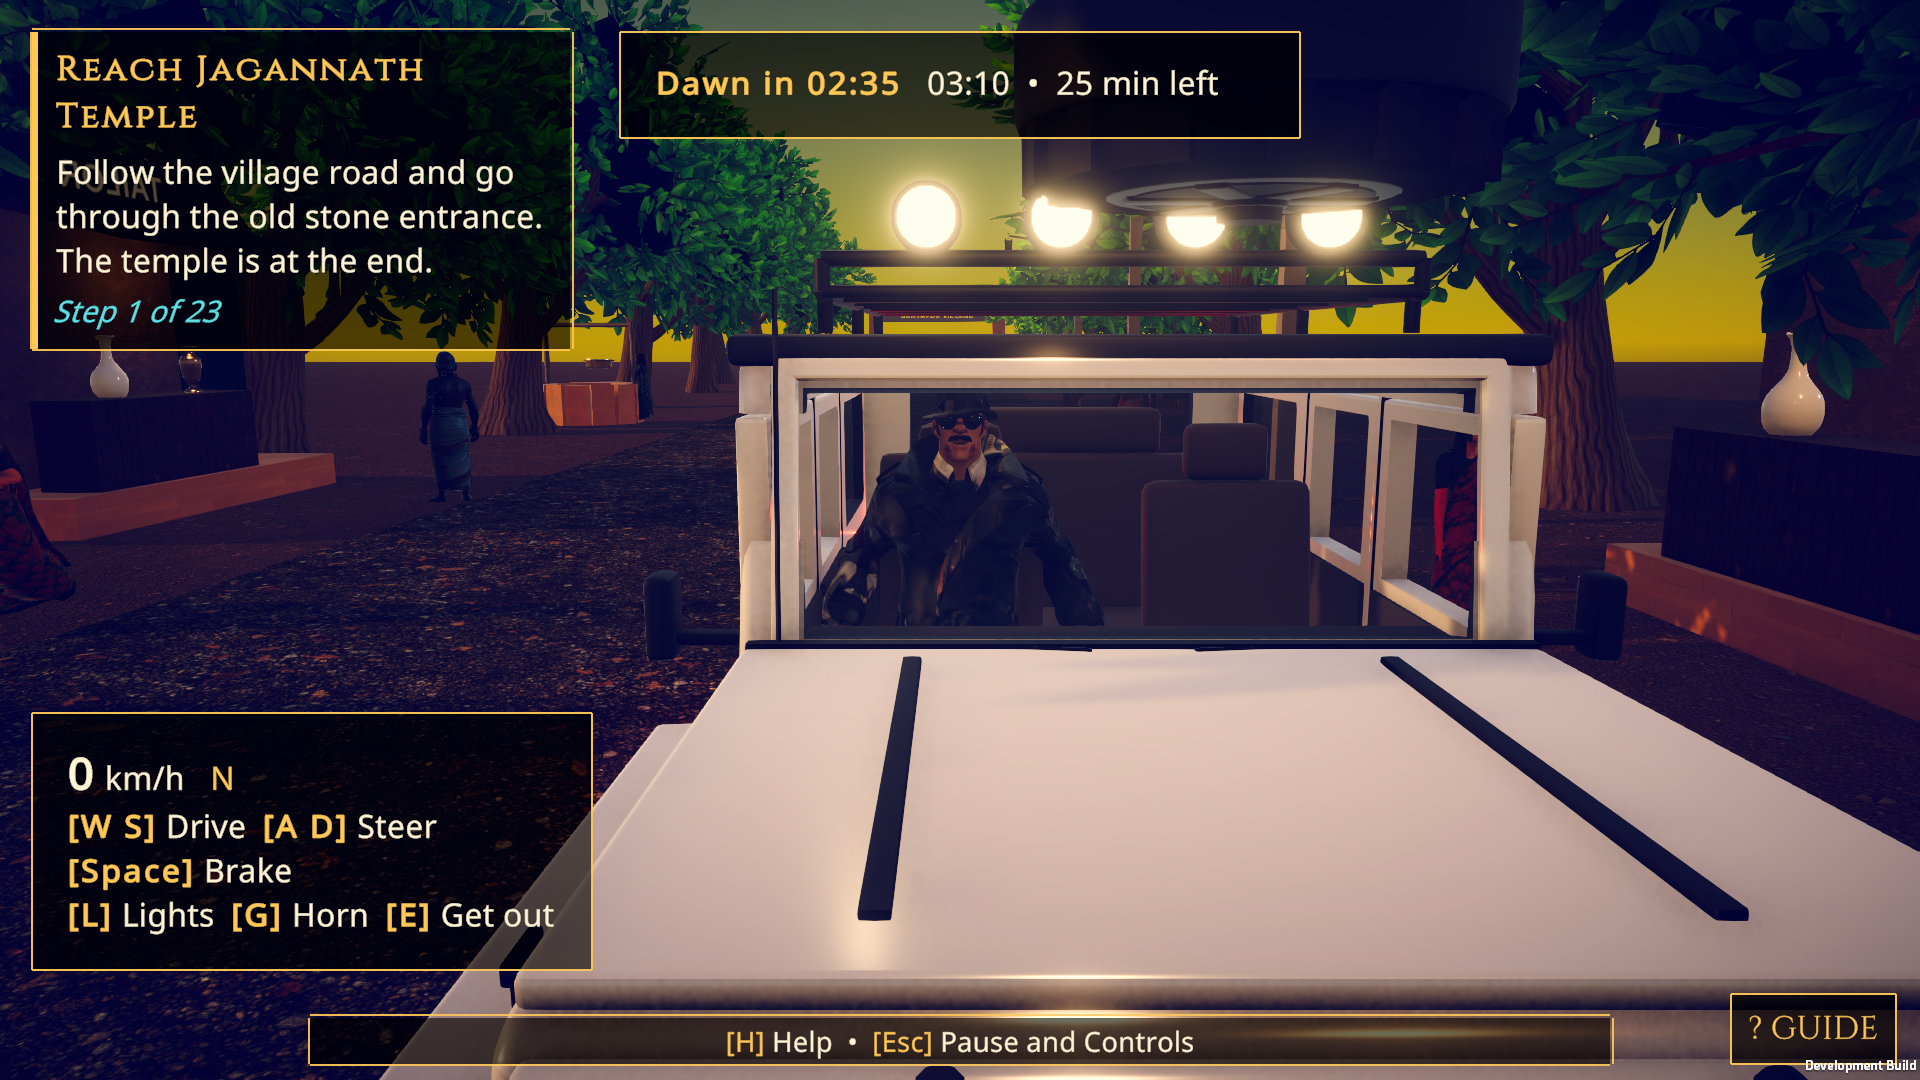 Reach Jagannath
Temple
Follow the village road and go
through the old stone entrance.
The temple is at the end.
Step 1 of 23
Dawn in 02:35 03:10 • 25 min left
0 km/h N
[W S] Drive [A D] Steer
[Space] Brake
[L] Lights [G] Horn [E] Get out
[H] Help • [Esc] Pause and Controls
? GUIDE
Development Build